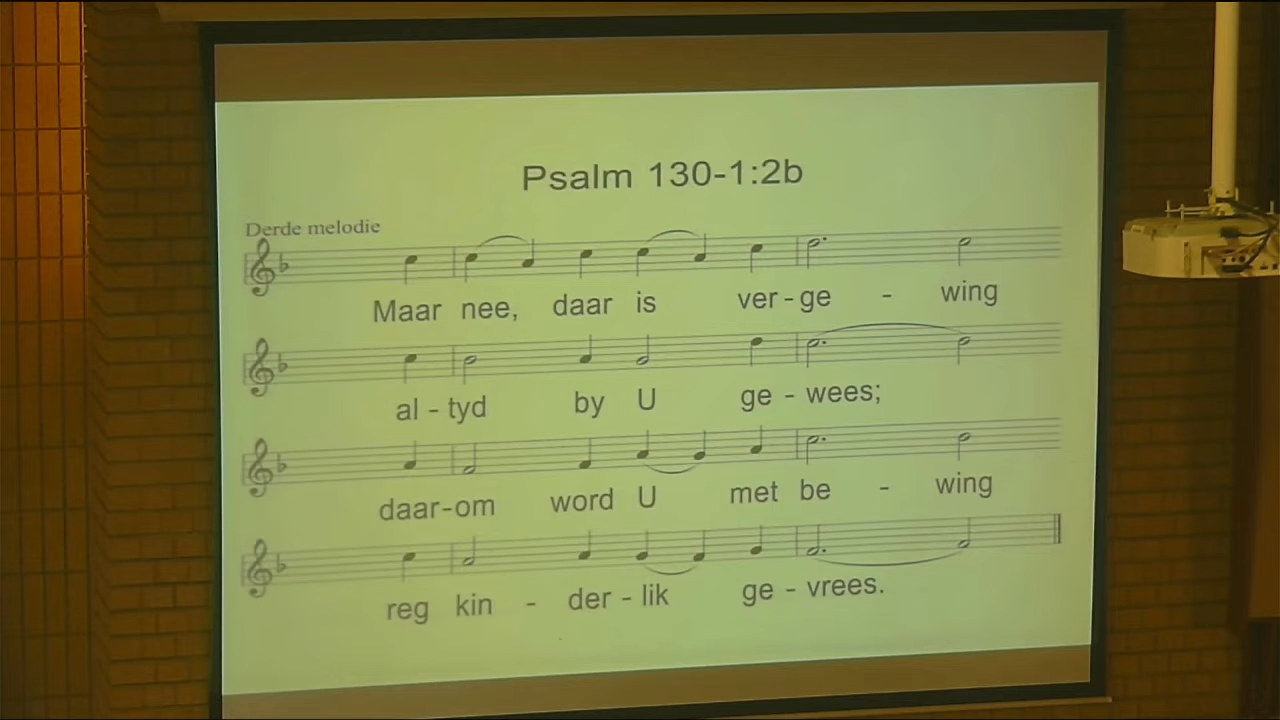 Psalm 130-1:2b
Derde melodie
Maar nee, daar is ver-ge - wing
al - tyd by U ge - wees;
daar-om word U met be - wing
reg kin - der - lik ge - vrees.